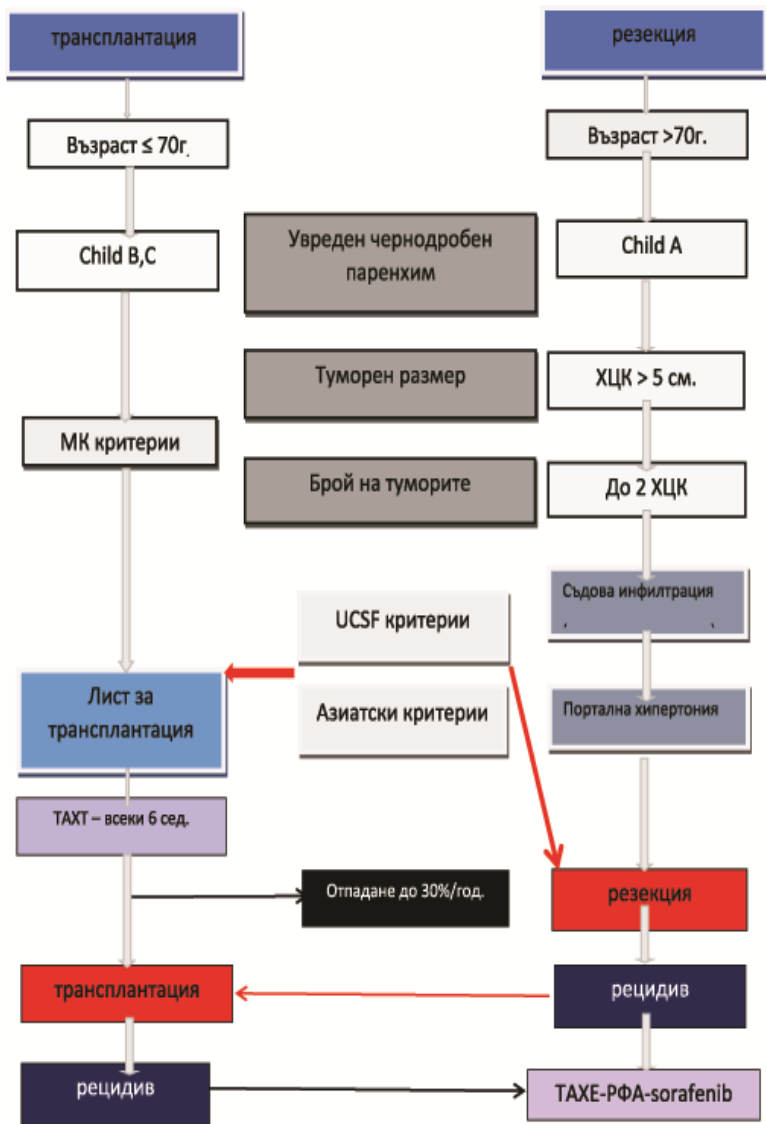 трансплантация
резекция
Възраст ≤ 70г.
Възраст >70г.
Child B,C
Увреден чернодробен
паренхим
Child A
Туморен размер
ХЦК > 5 см.
МК критерии
Брой на туморите
До 2 ХЦК
Съдова инфилтрация
UCSF критерии
Лист за
трансплантация
Азиатски критерии
Портална хипертония
ТАХТ – всеки 6 сед.
Отпадане до 30%/год.
резекция
трансплантация
рецидив
рецидив
ТАХЕ-РФА-sorafenib